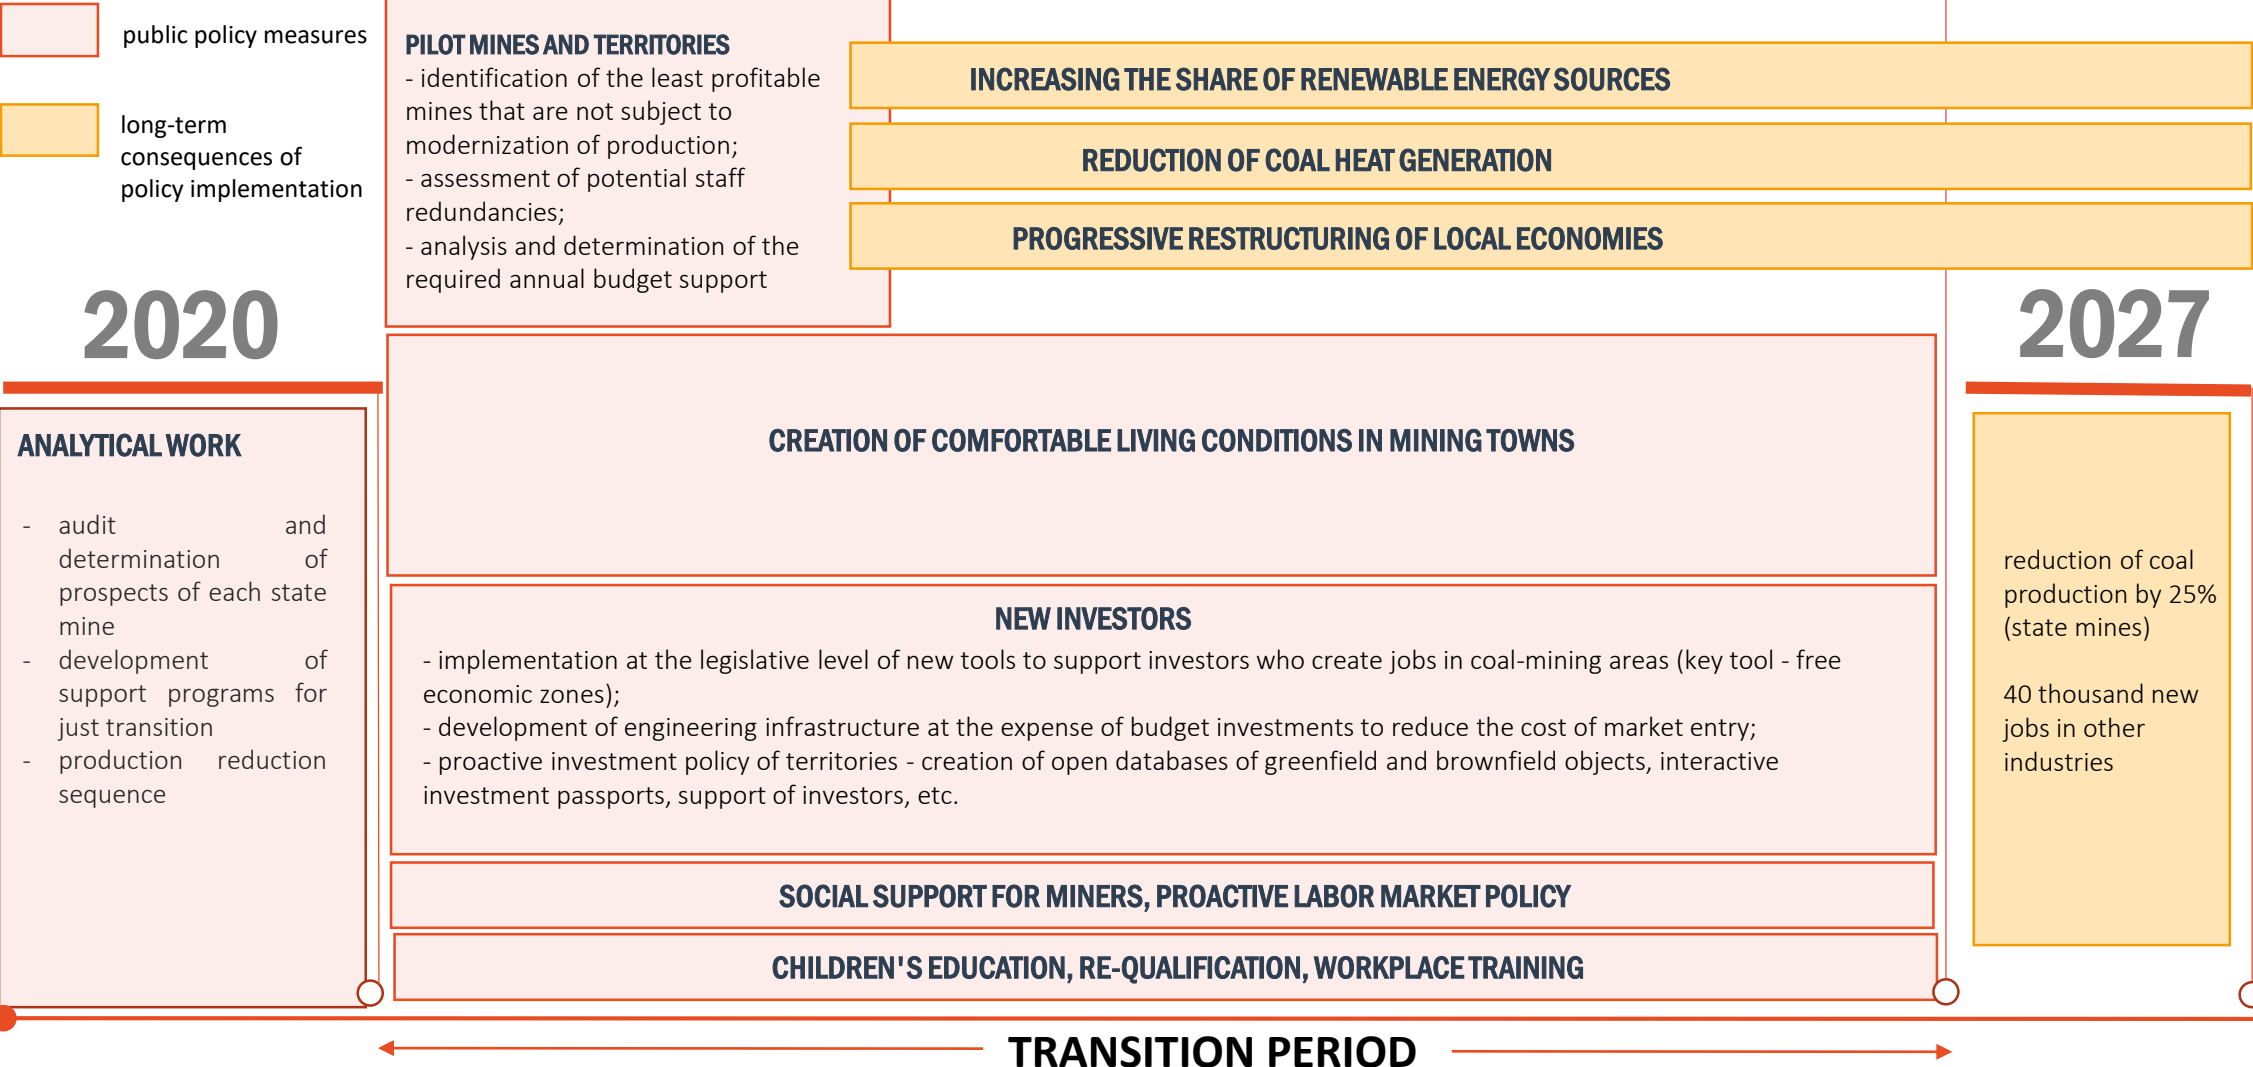 public policy measures
long-term
consequences of
policy implementation
PILOT MINES AND TERRITORIES
- identification of the least profitable
mines that are not subject to
modernization of production;
- assessment of potential staff
redundancies;
- analysis and determination of the
required annual budget support
INCREASING THE SHARE OF RENEWABLE ENERGY SOURCES
REDUCTION OF COAL HEAT GENERATION
PROGRESSIVE RESTRUCTURING OF LOCAL ECONOMIES
2020
2027
ANALYTICAL WORK
- audit and
determination of
prospects of each state
mine
- development of
support programs for
just transition
- production reduction
sequence
CREATION OF COMFORTABLE LIVING CONDITIONS IN MINING TOWNS
NEW INVESTORS
- implementation at the legislative level of new tools to support investors who create jobs in coal-mining areas (key tool - free
economic zones);
- development of engineering infrastructure at the expense of budget investments to reduce the cost of market entry;
- proactive investment policy of territories - creation of open databases of greenfield and brownfield objects, interactive
investment passports, support of investors, etc.
SOCIAL SUPPORT FOR MINERS, PROACTIVE LABOR MARKET POLICY
CHILDREN'S EDUCATION, RE-QUALIFICATION, WORKPLACE TRAINING
reduction of coal
production by 25%
(state mines)
40 thousand new
jobs in other
industries
TRANSITION PERIOD